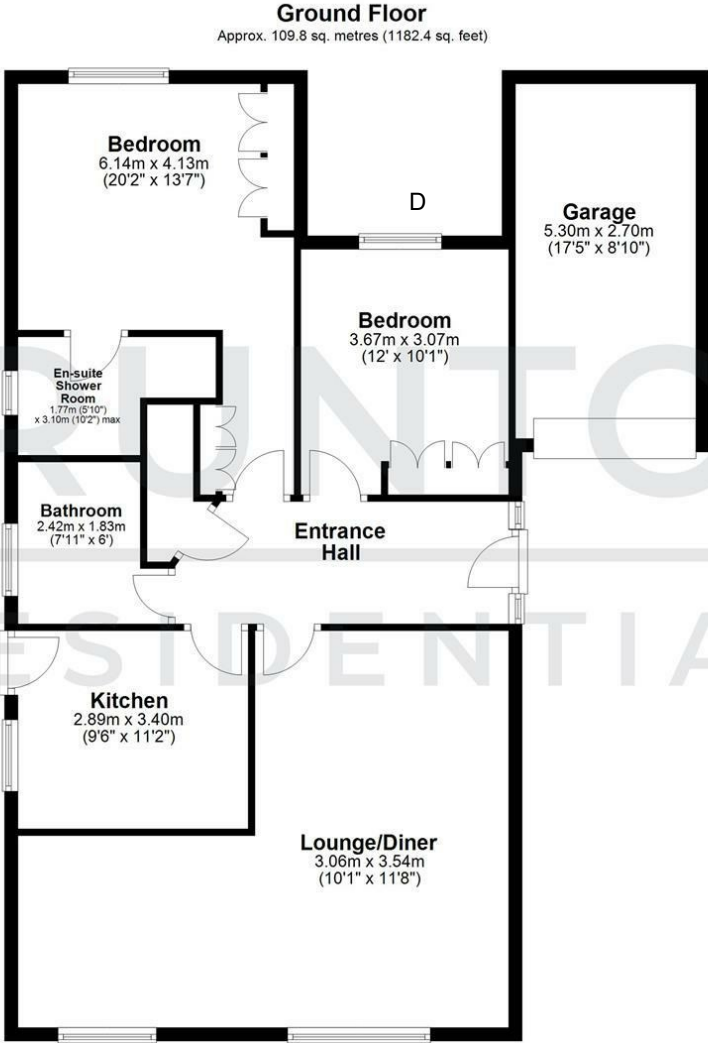 Ground Floor
Approx. 109.8 sq. metres (1182.4 sq. feet)
Bedroom
6.14m x 4.13m
(20'2" x 13'7")
D
Garage
5.30m x 2.70m
(17'5" x 8'10")
Bedroom
3.67m x 3.07m
(12' x 10'1")
En-suite
Shower
Room
1.77m (5'10")
x 3.10m (10'2") max
RUNTO
Bathroom
2.42m x 1.83m
(7'11" x 6')
Entrance
Hall
ESIDENTIA
Kitchen
2.89m x 3.40m
(9'6" x 11'2")
Lounge/Diner
3.06m x 3.54m
(10'1" x 11'8")